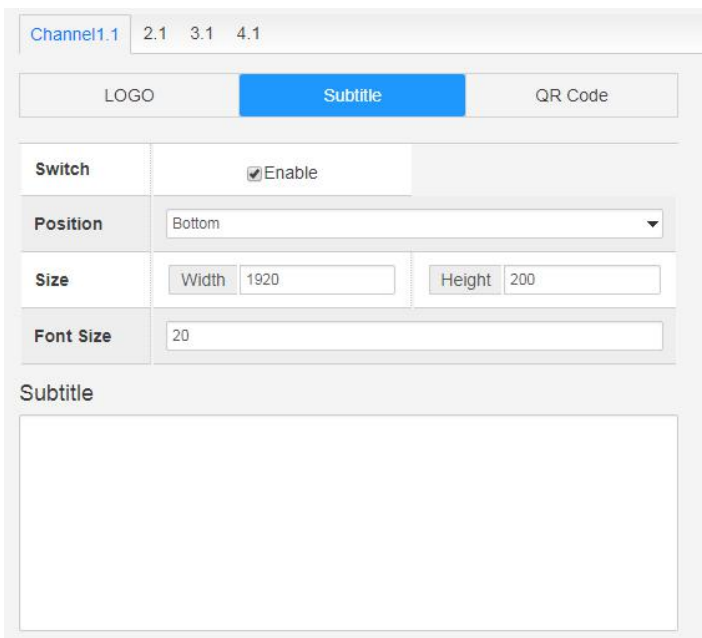 Channel1.1 2.1 3.1 4.1
LOGO Subtitle QR Code
Switch Enable
Position Bottom
Size Width 1920 Height 200
Font Size 20
Subtitle